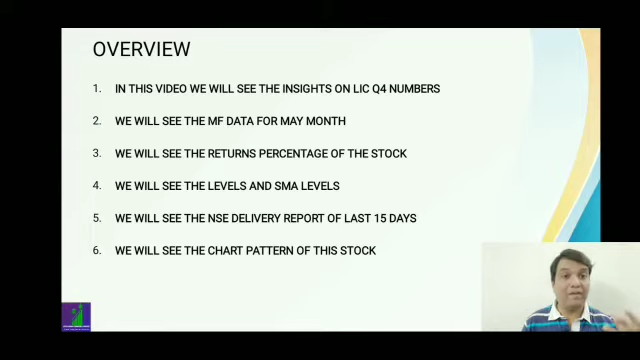 OVERVIEW
1. IN THIS VIDEO WE WILL SEE THE INSIGHTS ON LIC Q4 NUMBERS
2. WE WILL SEE THE MF DATA FOR MAY MONTH
3. WE WILL SEE THE RETURNS PERCENTAGE OF THE STOCK
4. WE WILL SEE THE LEVELS AND SMA LEVELS
5. WE WILL SEE THE NSE DELIVERY REPORT OF LAST 15 DAYS
6. WE WILL SEE THE CHART PATTERN OF THIS STOCK